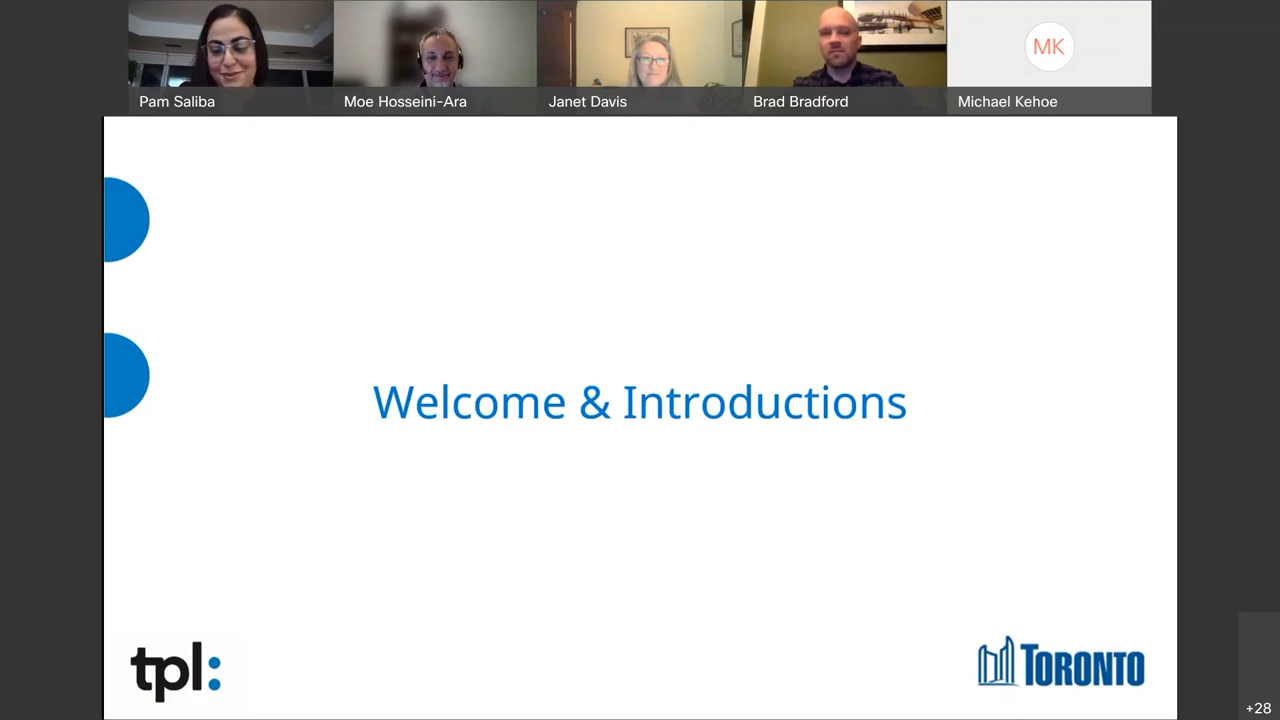 Pam Saliba
Moe Hosseini-Ara
Janet Davis
Brad Bradford
MK
Michael Kehoe
Welcome & Introductions
tpl:
TORONTO
+28